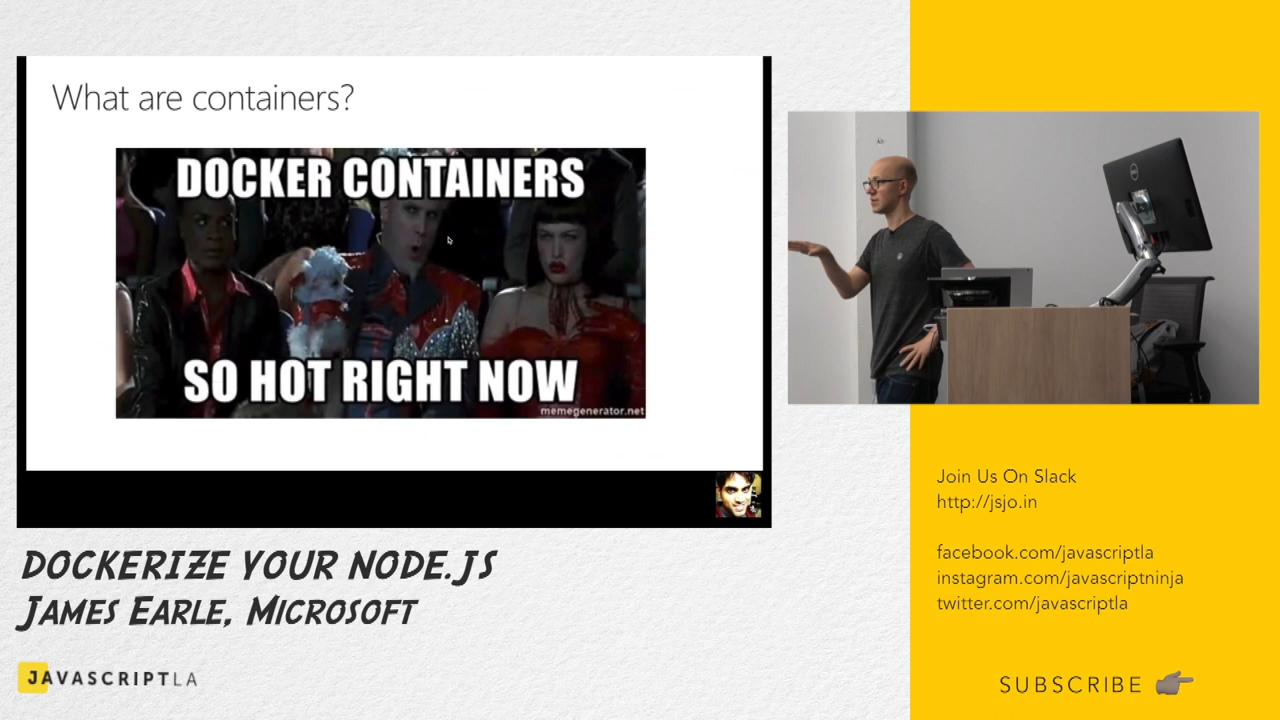 What are containers?
DOCKER CONTAINERS
SO HOT RIGHT NOW
memegenerator.net
DOCKERIZE YOUR NODE.JS
JAMES EARLE, MICROSOFT
JAVASCRIPTLA
DELL
Join Us On Slack
http://jsjo.in
facebook.com/javascriptla
instagram.com/javascriptninja
twitter.com/javascriptla
SUBSCRIBE